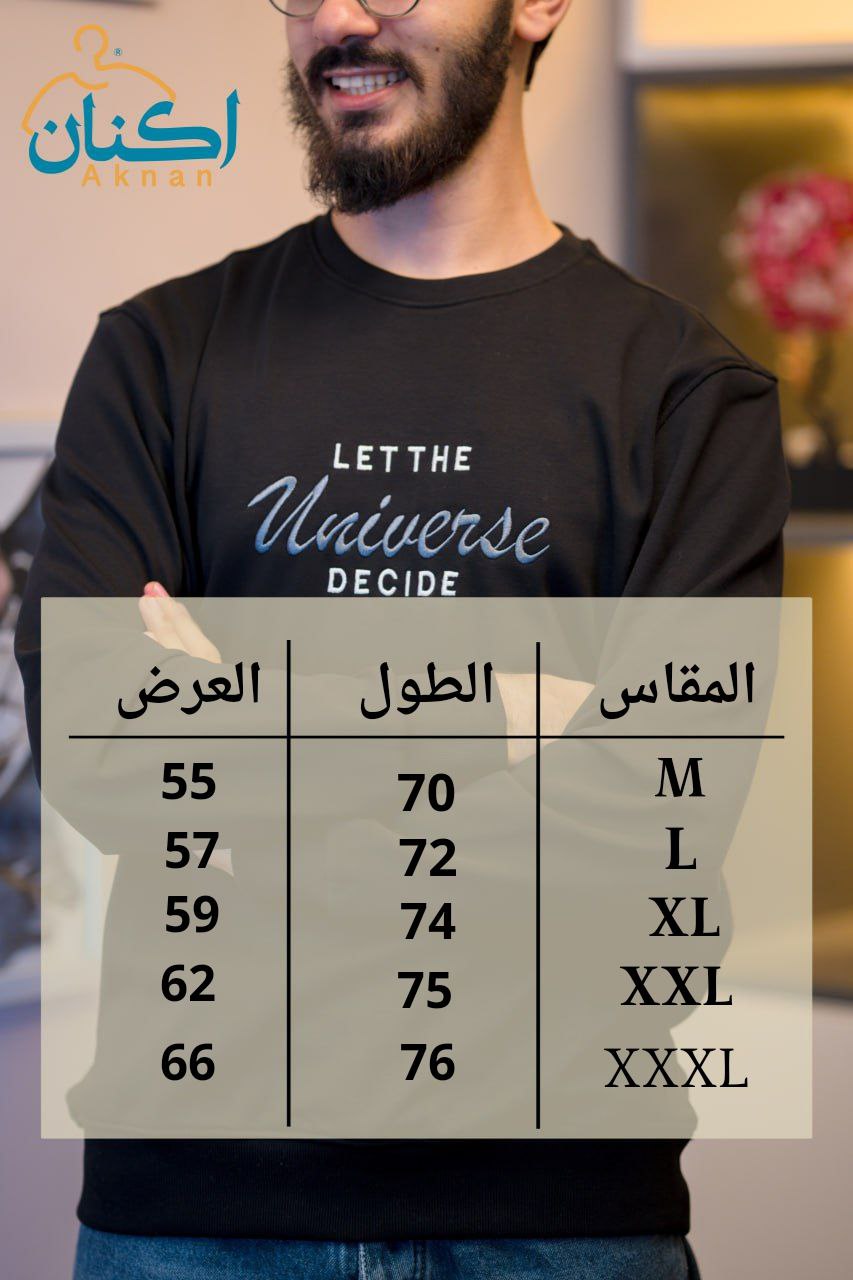 اكنان
®
Aknan
LET THE
Universe
DECIDE
المقاس الطول العرض
M 70 55
L 72 57
XL 74 59
XXL 75 62
XXXL 76 66